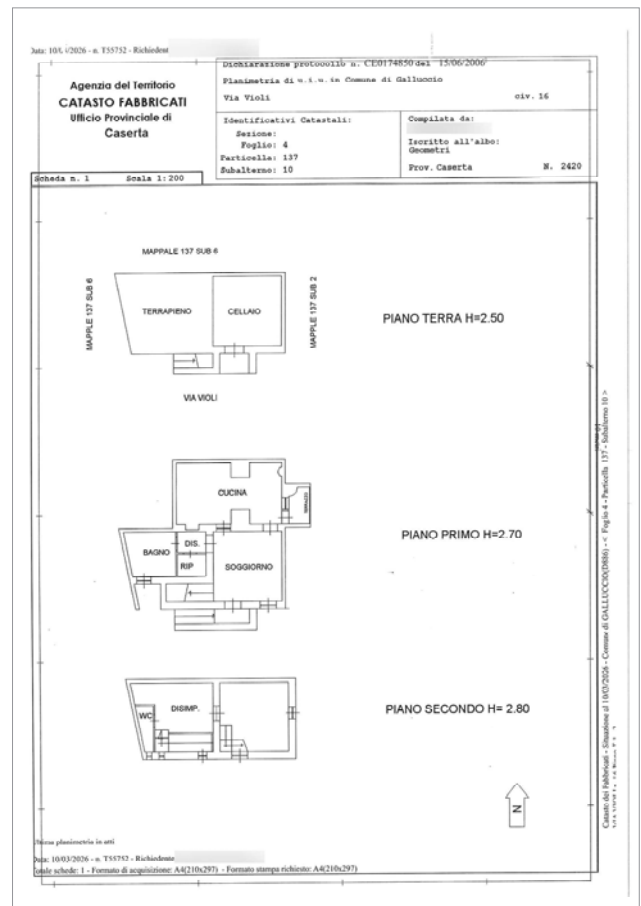 Data: 10/0 /2026 - n. T55752 - Richiedent
Dichiarazione protocollo n. CE0174850 del 15/06/2006
Planimetria di u.i.u. in Comune di Galluccio
Via Violi civ. 16
Agenzia del Territorio
CATASTO FABBRICATI
Ufficio Provinciale di
Caserta
Identificativi Catastali:
Sezione:
Foglio: 4
Particella: 137
Subalterno: 10
Compilata da:
Iscritto all'albo:
Geometri
Prov. Caserta N. 2420
Scheda n. 1 Scala 1:200
MAPPALE 137 SUB 6
MAPPLE 137 SUB 6
TERRAPIENO
CELLAIO
MAPPLE 137 SUB 2
PIANO TERRA H=2.50
VIA VIOLI
CUCINA
BAGNO
DIS.
RIP
SOGGIORNO
PIANO PRIMO H=2.70
WC
DISIMP.
PIANO SECONDO H= 2.80
N
Catasto dei Fabbricati - Situazione al 10/03/2026 - Comune di GALLUCCIO(D886) - < Foglio 4 - Particella 137 - Subalterno 10 >
Ultima planimetria in atti
Data: 10/03/2026 - n. T55752 - Richiedente
Totale schede: 1 - Formato di acquisizione: A4(210x297) - Formato stampa richiesto: A4(210x297)